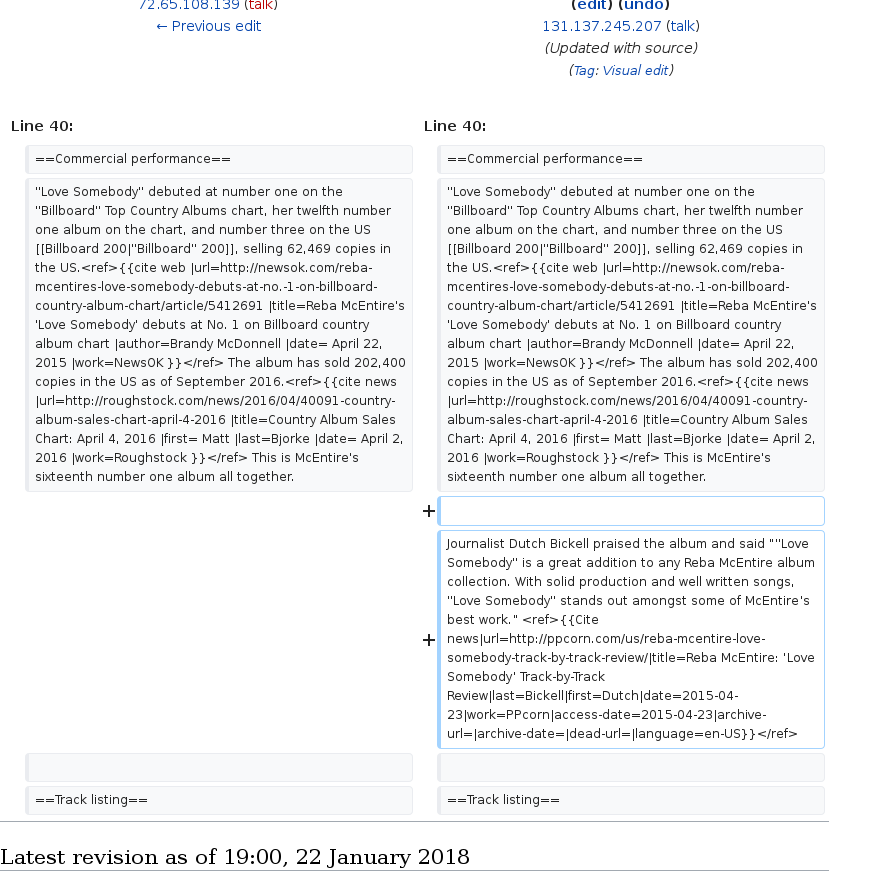 72.65.108.139 (talk)
← Previous edit
(edit) (undo)
131.137.245.207 (talk)
(Updated with source)
(Tag: Visual edit)
Line 40:
Line 40:
==Commercial performance==
==Commercial performance==
''Love Somebody'' debuted at number one on the
''Billboard'' Top Country Albums chart, her twelfth number
one album on the chart, and number three on the US
[[Billboard 200|''Billboard'' 200]], selling 62,469 copies in
the US.<ref>{{cite web |url=http://newsok.com/reba-
mcentires-love-somebody-debuts-at-no.-1-on-billboard-
country-album-chart/article/5412691 |title=Reba McEntire's
'Love Somebody' debuts at No. 1 on Billboard country
album chart |author=Brandy McDonnell |date= April 22,
2015 |work=NewsOK }}</ref> The album has sold 202,400
copies in the US as of September 2016.<ref>{{cite news
|url=http://roughstock.com/news/2016/04/40091-country-
album-sales-chart-april-4-2016 |title=Country Album Sales
Chart: April 4, 2016 |first= Matt |last=Bjorke |date= April 2,
2016 |work=Roughstock }}</ref> This is McEntire's
sixteenth number one album all together.
''Love Somebody'' debuted at number one on the
''Billboard'' Top Country Albums chart, her twelfth number
one album on the chart, and number three on the US
[[Billboard 200|''Billboard'' 200]], selling 62,469 copies in
the US.<ref>{{cite web |url=http://newsok.com/reba-
mcentires-love-somebody-debuts-at-no.-1-on-billboard-
country-album-chart/article/5412691 |title=Reba McEntire's
'Love Somebody' debuts at No. 1 on Billboard country
album chart |author=Brandy McDonnell |date= April 22,
2015 |work=NewsOK }}</ref> The album has sold 202,400
copies in the US as of September 2016.<ref>{{cite news
|url=http://roughstock.com/news/2016/04/40091-country-
album-sales-chart-april-4-2016 |title=Country Album Sales
Chart: April 4, 2016 |first= Matt |last=Bjorke |date= April 2,
2016 |work=Roughstock }}</ref> This is McEntire's
sixteenth number one album all together.
+
+
Journalist Dutch Bickell praised the album and said "''Love
Somebody'' is a great addition to any Reba McEntire album
collection. With solid production and well written songs,
''Love Somebody'' stands out amongst some of McEntire's
best work." <ref>{{Cite
news|url=http://ppcorn.com/us/reba-mcentire-love-
somebody-track-by-track-review/|title=Reba McEntire: 'Love
Somebody' Track-by-Track
Review|last=Bickell|first=Dutch|date=2015-04-
23|work=PPcorn|access-date=2015-04-23|archive-
url=|archive-date=|dead-url=|language=en-US}}</ref>
==Track listing==
==Track listing==
Latest revision as of 19:00, 22 January 2018